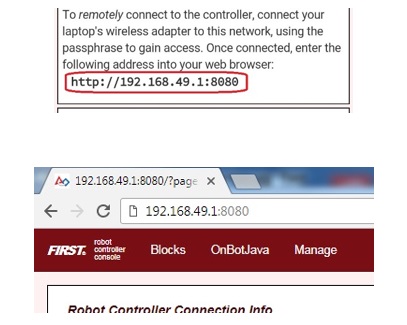 To remotely connect to the controller, connect your
laptop's wireless adapter to this network, using the
passphrase to gain access. Once connected, enter the
following address into your web browser:
http://192.168.49.1:8080
192.168.49.1:8080/?page
192.168.49.1:8080
FIRST. robot controller console Blocks OnBotJava Manage
Robot Controller Connection Info